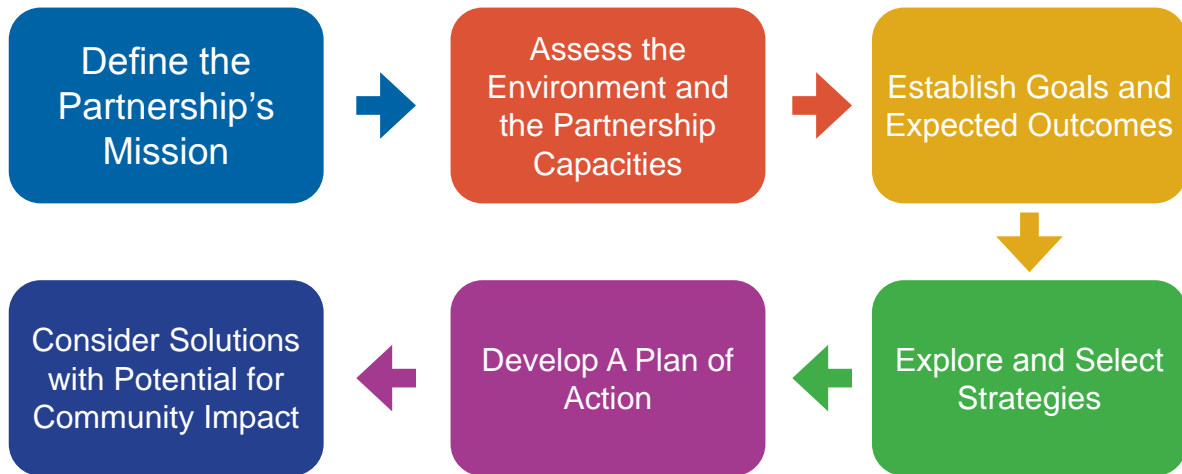 Define the
Partnership’s
Mission
Assess the
Environment and
the Partnership
Capacities
Establish Goals and
Expected Outcomes
Explore and Select
Strategies
Develop A Plan of
Action
Consider Solutions
with Potential for
Community Impact